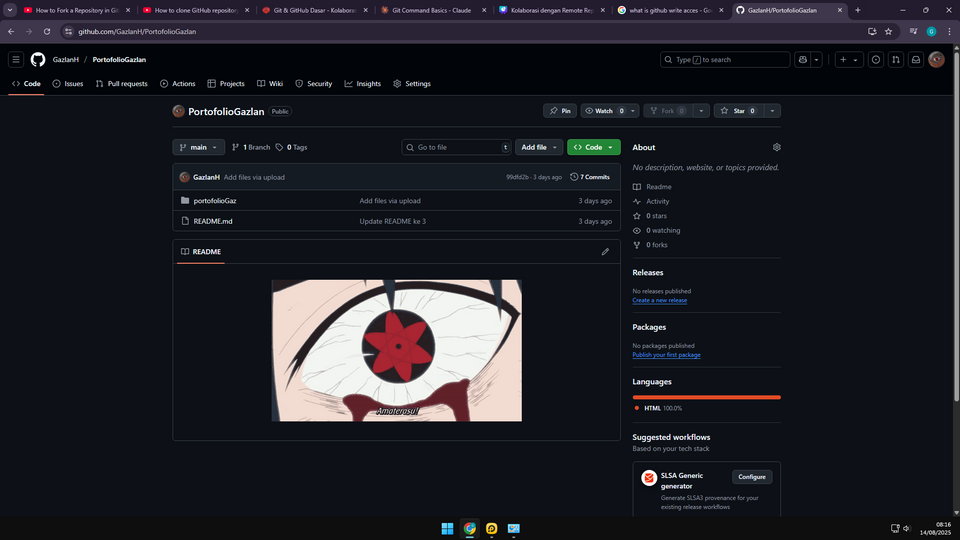 How to Fork a Repository in Git
How to clone GitHub repository
Git & GitHub Dasar - Kolabora
Git Command Basics - Claude
Kolaborasi dengan Remote Rep
what is github write acces - Go
GazlanH/PortofolioGazlan
github.com/GazlanH/PortofolioGazlan
G
GazlanH / PortofolioGazlan
Type / to search
Code
Issues
Pull requests
Actions
Projects
Wiki
Security
Insights
Settings
PortofolioGazlan Public
Pin
Watch 0
Fork 0
Star 0
main
1 Branch
0 Tags
Go to file t
Add file
Code
GazlanH Add files via upload 99dfd2b · 3 days ago 7 Commits
portofolioGaz Add files via upload 3 days ago
README.md Update README ke 3 3 days ago
README
Amaterasu!
About
No description, website, or topics provided.
Readme
Activity
0 stars
0 watching
0 forks
Releases
No releases published
Create a new release
Packages
No packages published
Publish your first package
Languages
HTML 100.0%
Suggested workflows
Based on your tech stack
SLSA Generic
generator
Configure
Generate SLSA3 provenance for your
existing release workflows
08:16
14/08/2025